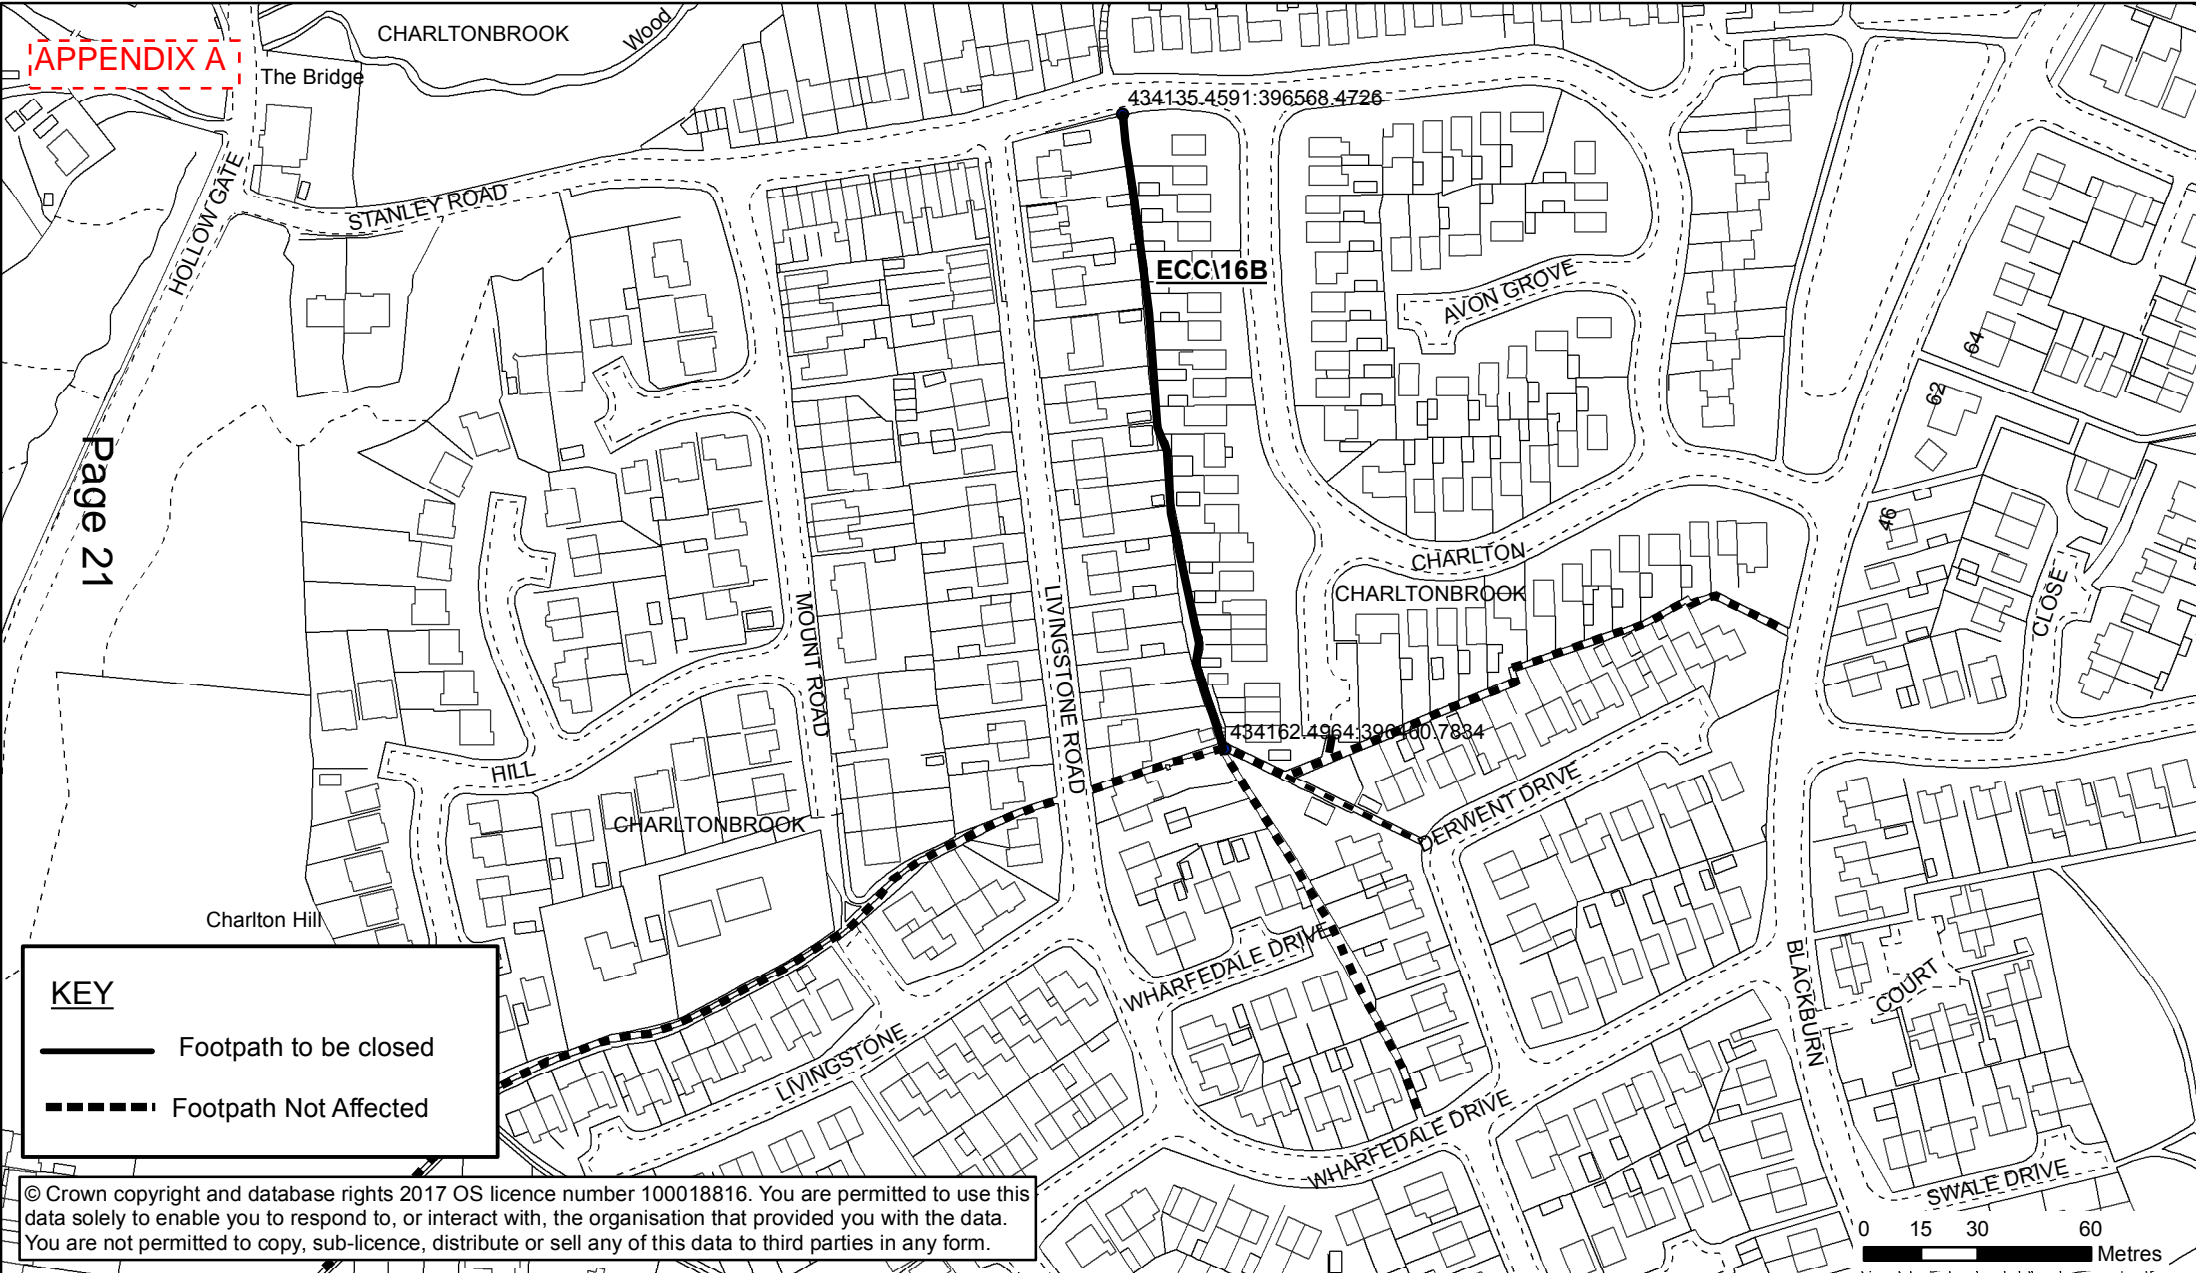 APPENDIX A
CHARLTONBROOK
Wood
The Bridge
434135.4591:396568.4726
HOLLOW GATE
STANLEY ROAD
ECC\16B
AVON GROVE
64
62
Page 21
46
CHARLTON
CHARLTONBROOK
CLOSE
MOUNT ROAD
LIVINGSTONE ROAD
434162.4964:396460.7834
HILL
CHARLTONBROOK
DERWENT DRIVE
Charlton Hill
WHARFEDALE DRIVE
BLACKBURN
COURT
KEY
Footpath to be closed
Footpath Not Affected
LIVINGSTONE
WHARFEDALE DRIVE
SWALE DRIVE
© Crown copyright and database rights 2017 OS licence number 100018816. You are permitted to use this
data solely to enable you to respond to, or interact with, the organisation that provided you with the data.
You are not permitted to copy, sub-licence, distribute or sell any of this data to third parties in any form.
0 15 30 60
Metres